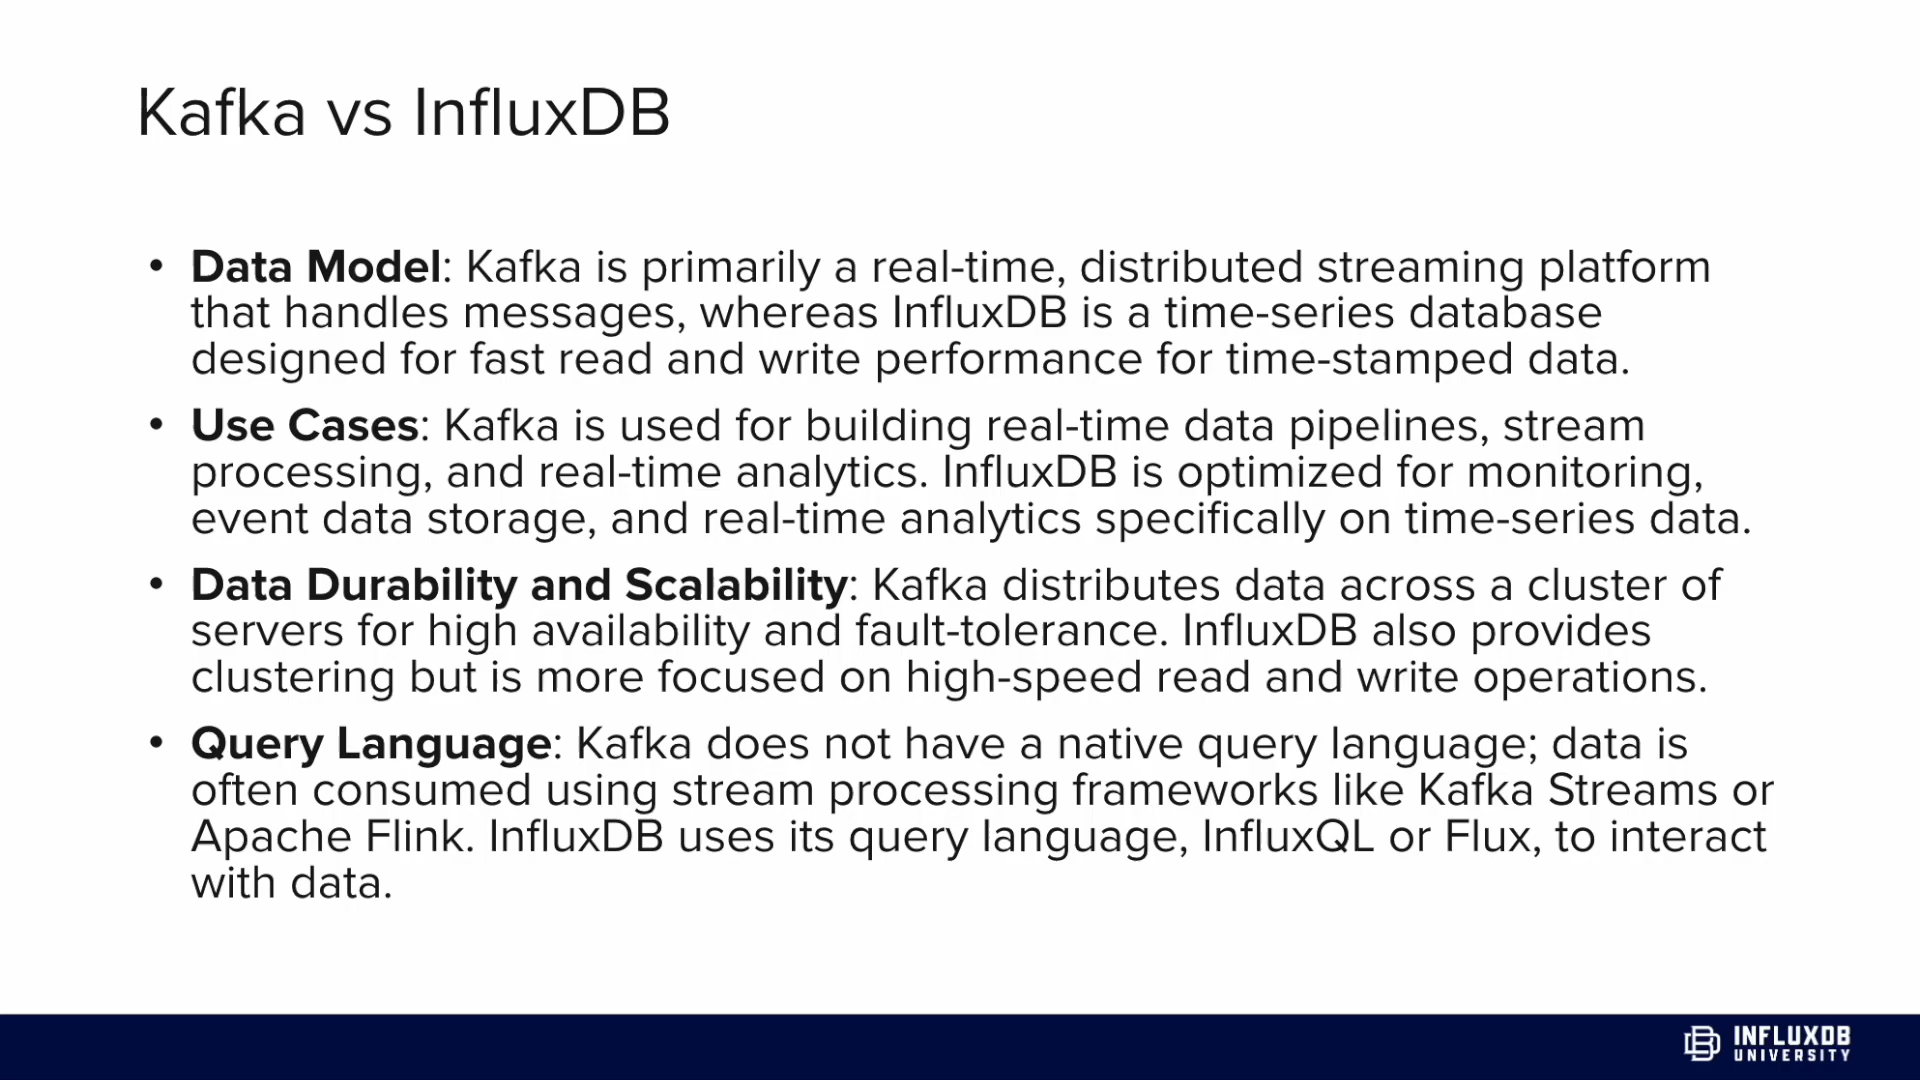 Kafka vs InfluxDB
• Data Model: Kafka is primarily a real-time, distributed streaming platform
that handles messages, whereas InfluxDB is a time-series database
designed for fast read and write performance for time-stamped data.
• Use Cases: Kafka is used for building real-time data pipelines, stream
processing, and real-time analytics. InfluxDB is optimized for monitoring,
event data storage, and real-time analytics specifically on time-series data.
• Data Durability and Scalability: Kafka distributes data across a cluster of
servers for high availability and fault-tolerance. InfluxDB also provides
clustering but is more focused on high-speed read and write operations.
• Query Language: Kafka does not have a native query language; data is
often consumed using stream processing frameworks like Kafka Streams or
Apache Flink. InfluxDB uses its query language, InfluxQL or Flux, to interact
with data.
INFLUXDB
UNIVERSITY